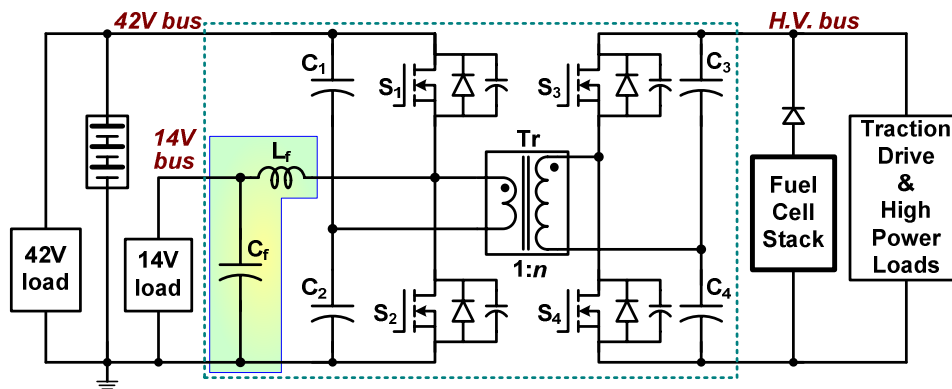 42V bus
H.V. bus
C1
S1
S3
C3
14V
bus
Lf
Tr
Traction
Drive
&
High
Power
Loads
Fuel
Cell
Stack
42V
load
14V
load
Cf
1:n
C2
S2
S4
C4